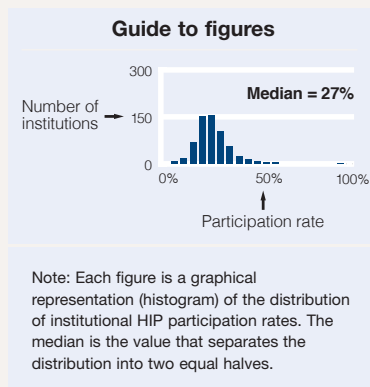 Guide to figures
300
Median = 27%
Number of
institutions
150
0
0%
50%
100%
Participation rate
Note: Each figure is a graphical
representation (histogram) of the distribution
of institutional HIP participation rates. The
median is the value that separates the
distribution into two equal halves.